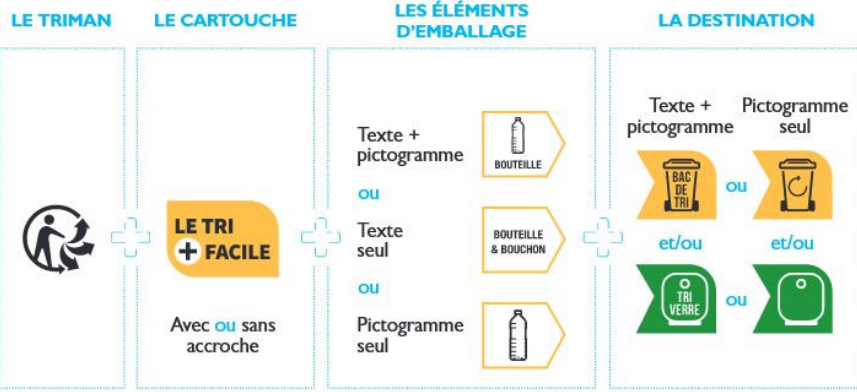 LE TRIMAN
LE CARTOUCHE
LES ÉLÉMENTS
D'EMBALLAGE
LA DESTINATION
LE TRI
+ FACILE
Avec ou sans
accroche
Texte +
pictogramme
BOUTEILLE
ou
Texte
seul
BOUTEILLE
& BOUCHON
ou
Pictogramme
seul
Texte +
pictogramme
Pictogramme
seul
BAC
DE
TRI
ou
et/ou
et/ou
TRI
VERRE
ou